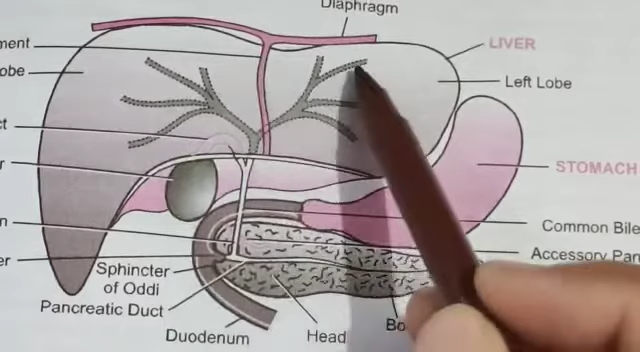 Diaphragm
LIVER
Left Lobe
STOMACH
Common Bile
Accessory Pan
Sphincter
of Oddi
Pancreatic Duct
Duodenum
Head
Bo
ment
obe
ct
r
n
er